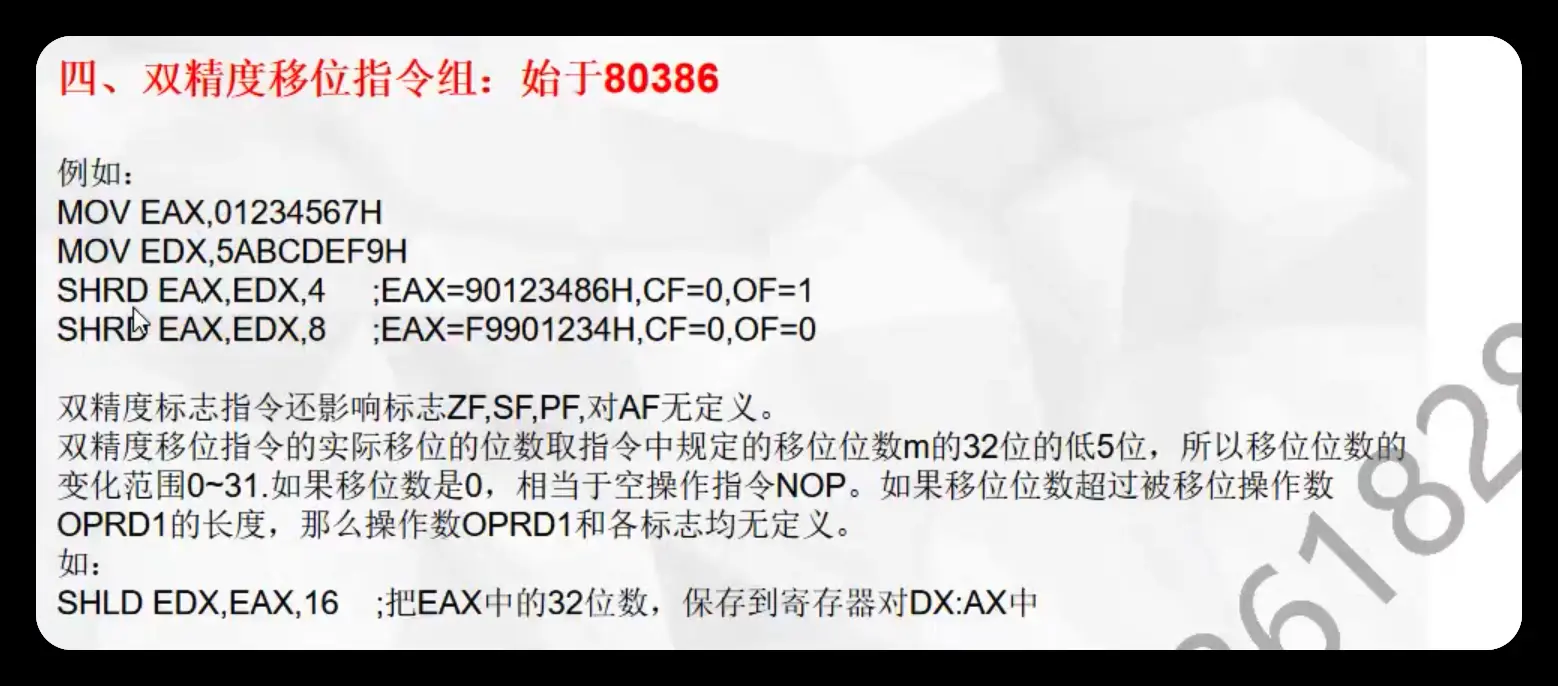 四、双精度移位指令组：始于80386
例如：
MOV EAX,01234567H
MOV EDX,5ABCDEF9H
SHRD EAX,EDX,4 ;EAX=90123486H,CF=0,OF=1
SHRD EAX,EDX,8 ;EAX=F9901234H,CF=0,OF=0
双精度标志指令还影响标志ZF,SF,PF,对AF无定义。
双精度移位指令的实际移位的位数取指令中规定的移位位数m的32位的低5位，所以移位位数的
变化范围0~31.如果移位数是0，相当于空操作指令NOP。如果移位位数超过被移位操作数
OPRD1的长度，那么操作数OPRD1和各标志均无定义。
如：
SHLD EDX,EAX,16 ;把EAX中的32位数，保存到寄存器对DX:AX中
61828